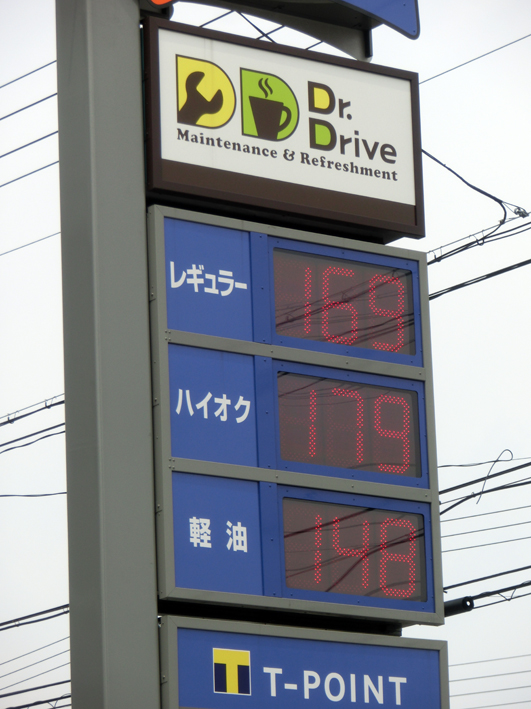 Dr.
Drive
Maintenance & Refreshment
レギュラー 169
ハイオク 179
軽油 148
T T-POINT